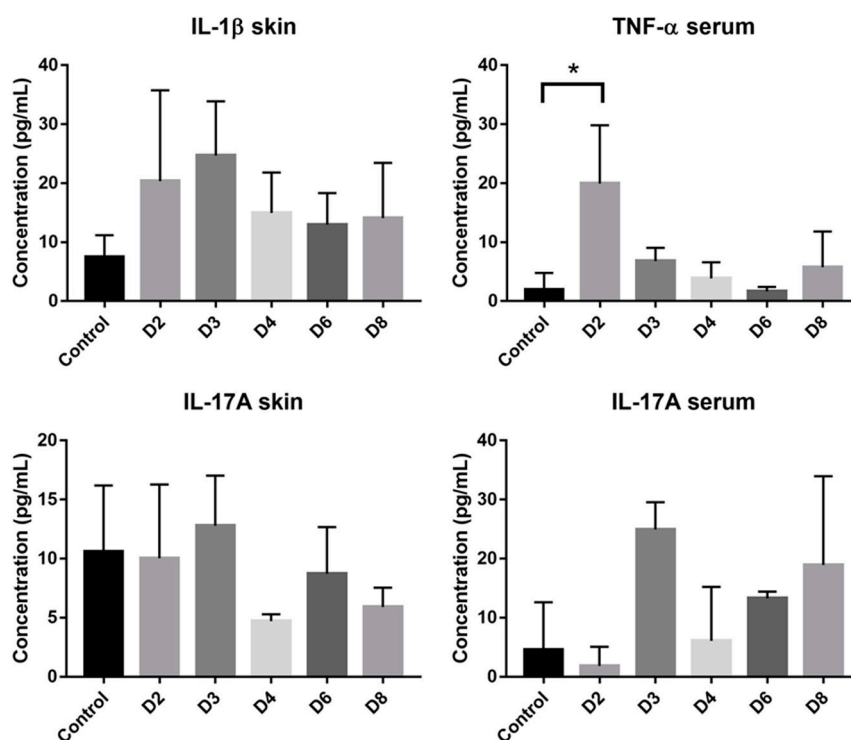 IL-1β skin
Concentration (pg/mL)
40
30
20
10
0
Control
D2
D3
D4
D6
D8
TNF-α serum
*
Concentration (pg/mL)
40
30
20
10
0
Control
D2
D3
D4
D6
D8
IL-17A skin
Concentration (pg/mL)
20
15
10
5
0
Control
D2
D3
D4
D6
D8
IL-17A serum
Concentration (pg/mL)
40
30
20
10
0
Control
D2
D3
D4
D6
D8